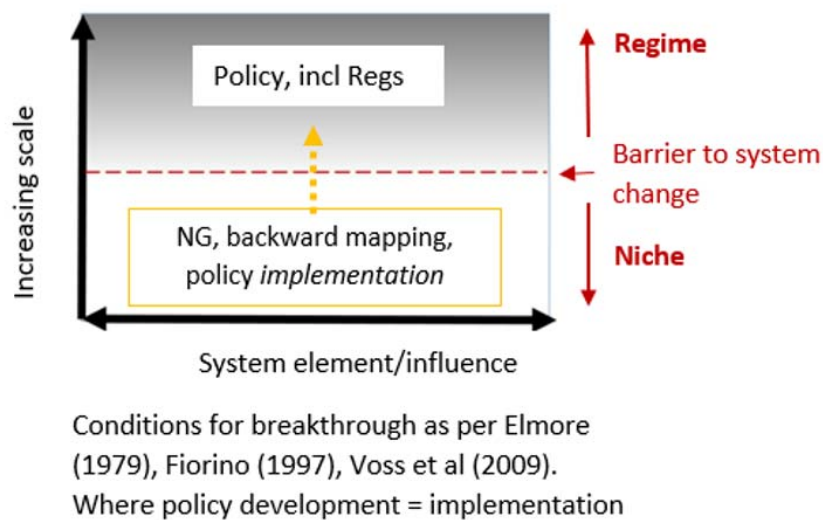 Increasing scale
Policy, incl Regs
Regime
Barrier to system
change
NG, backward mapping,
policy implementation
Niche
System element/influence
Conditions for breakthrough as per Elmore
(1979), Fiorino (1997), Voss et al (2009).
Where policy development = implementation